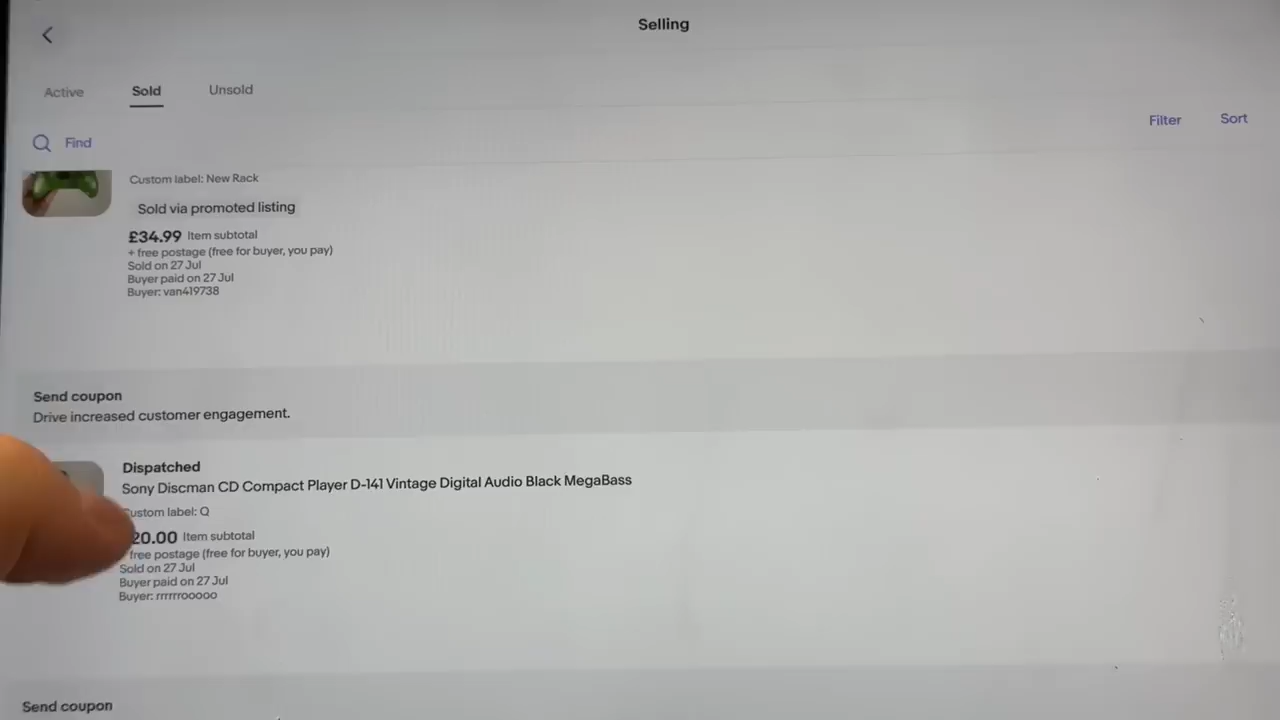 Selling
Active
Sold
Unsold
Filter
Sort
Find
Custom label: New Rack
Sold via promoted listing
£34.99 Item subtotal
+ free postage (free for buyer, you pay)
Sold on 27 Jul
Buyer paid on 27 Jul
Buyer: van419738
Send coupon
Drive increased customer engagement.
Dispatched
Sony Discman CD Compact Player D-141 Vintage Digital Audio Black MegaBass
Custom label: Q
20.00 Item subtotal
free postage (free for buyer, you pay)
Sold on 27 Jul
Buyer paid on 27 Jul
Buyer: rrrrrrooooo
Send coupon